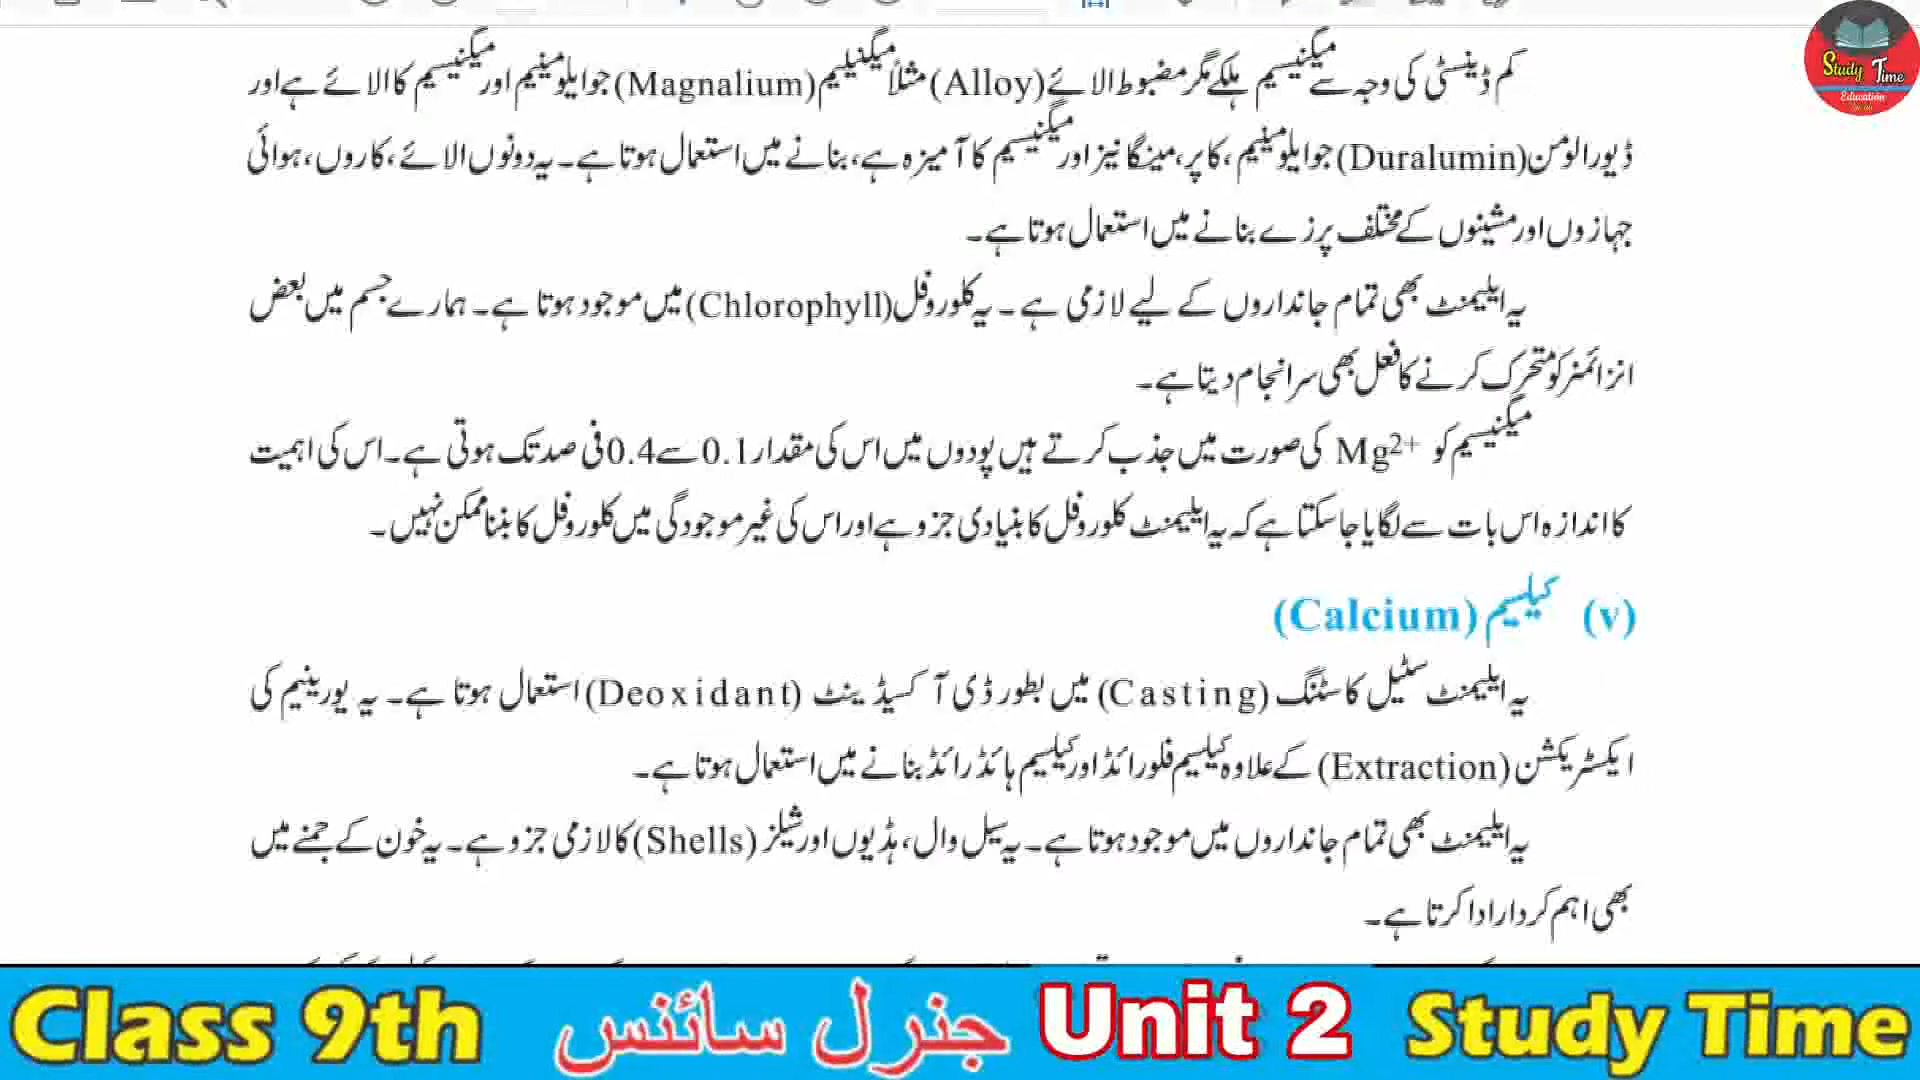 کم ڈینسٹی کی وجہ سے میگنیسیم ہلکے مگر مضبوط الائے (Alloy) مثلاً میگنیلیم (Magnalium) جو ایلومینیم اور میگنیسیم کا الائے ہے اور
ڈیورالومن (Duralumin) جو ایلومینیم، کاپر، مینگانیز اور میگنیسیم کا آمیزہ ہے، بنانے میں استعمال ہوتا ہے۔ یہ دونوں الائے، کاروں، ہوائی
جہازوں اور مشینوں کے مختلف پرزے بنانے میں استعمال ہوتا ہے۔
یہ ایلیمنٹ بھی تمام جانداروں کے لیے لازمی ہے۔ یہ کلوروفل (Chlorophyll) میں موجود ہوتا ہے۔ ہمارے جسم میں بعض
انزائمنر کو متحرک کرنے کا فعل بھی سرانجام دیتا ہے۔
میگنیسیم کو Mg²⁺ کی صورت میں جذب کرتے ہیں پودوں میں اس کی مقدار 0.1 سے 0.4 فی صد تک ہوتی ہے۔ اس کی اہمیت
کا اندازہ اس بات سے لگایا جا سکتا ہے کہ یہ ایلیمنٹ کلوروفل کا بنیادی جزو ہے اور اس کی غیر موجودگی میں کلوروفل کا بننا ممکن نہیں۔
(v) کیلسیم (Calcium)
یہ ایلیمنٹ سٹیل کاسٹنگ (Casting) میں بطور ڈی آکسیڈینٹ (Deoxidant) استعمال ہوتا ہے۔ یہ یورینیم کی
ایکسٹریکشن (Extraction) کے علاوہ کیلسیم فلورائڈ اور کیلسیم ہائڈرائڈ بنانے میں استعمال ہوتا ہے۔
یہ ایلیمنٹ بھی تمام جانداروں میں موجود ہوتا ہے۔ یہ سیل وال، ہڈیوں اور شیلز (Shells) کا لازمی جزو ہے۔ یہ خون کے جمنے میں
بھی اہم کردار ادا کرتا ہے۔
Class 9th جنرل سائنس Unit 2 Study Time
Study Time
Education